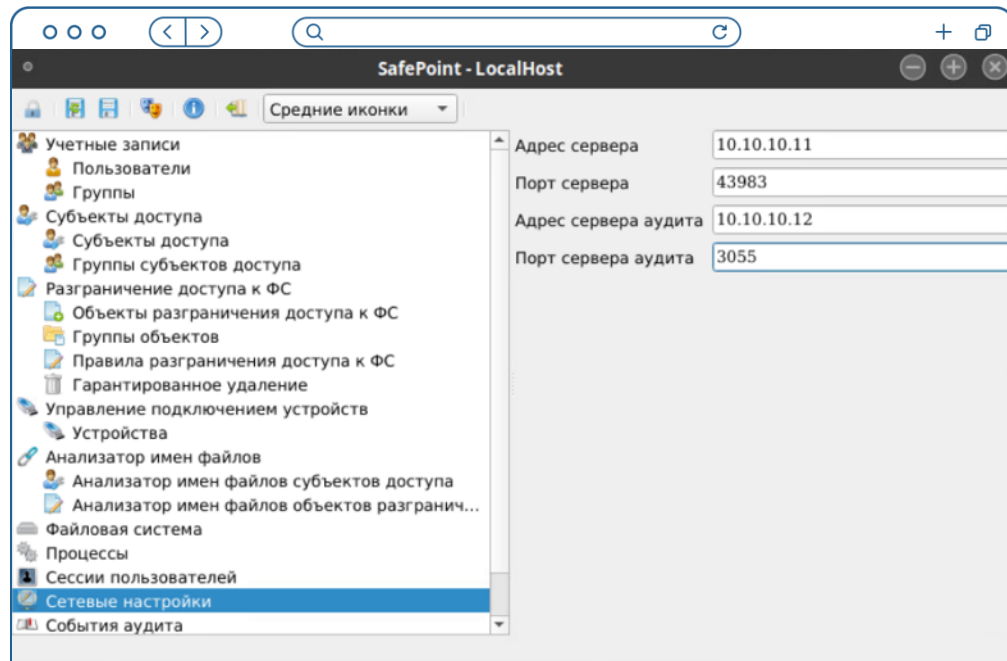 SafePoint - LocalHost
Средние иконки
Учетные записи
Пользователи
Группы
Субъекты доступа
Субъекты доступа
Группы субъектов доступа
Разграничение доступа к ФС
Объекты разграничения доступа к ФС
Группы объектов
Правила разграничения доступа к ФС
Гарантированное удаление
Управление подключением устройств
Устройства
Анализатор имен файлов
Анализатор имен файлов субъектов доступа
Анализатор имен файлов объектов разгранич...
Файловая система
Процессы
Сессии пользователей
Сетевые настройки
События аудита
Адрес сервера 10.10.10.11
Порт сервера 43983
Адрес сервера аудита 10.10.10.12
Порт сервера аудита 3055